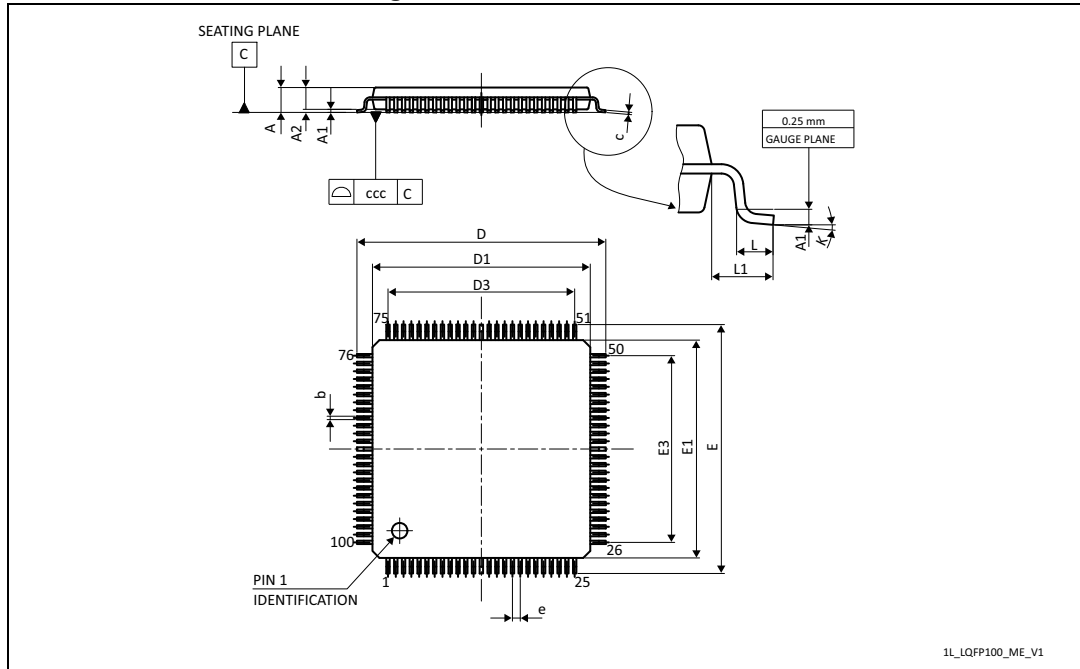 SEATING PLANE
C
A
A2
A1
c
ccc C
0.25 mm
GAUGE PLANE
A1
K
L
L1
D
D1
D3
75
51
76
50
b
E3
E1
E
100
26
PIN 1
IDENTIFICATION
1
25
e
1L_LQFP100_ME_V1